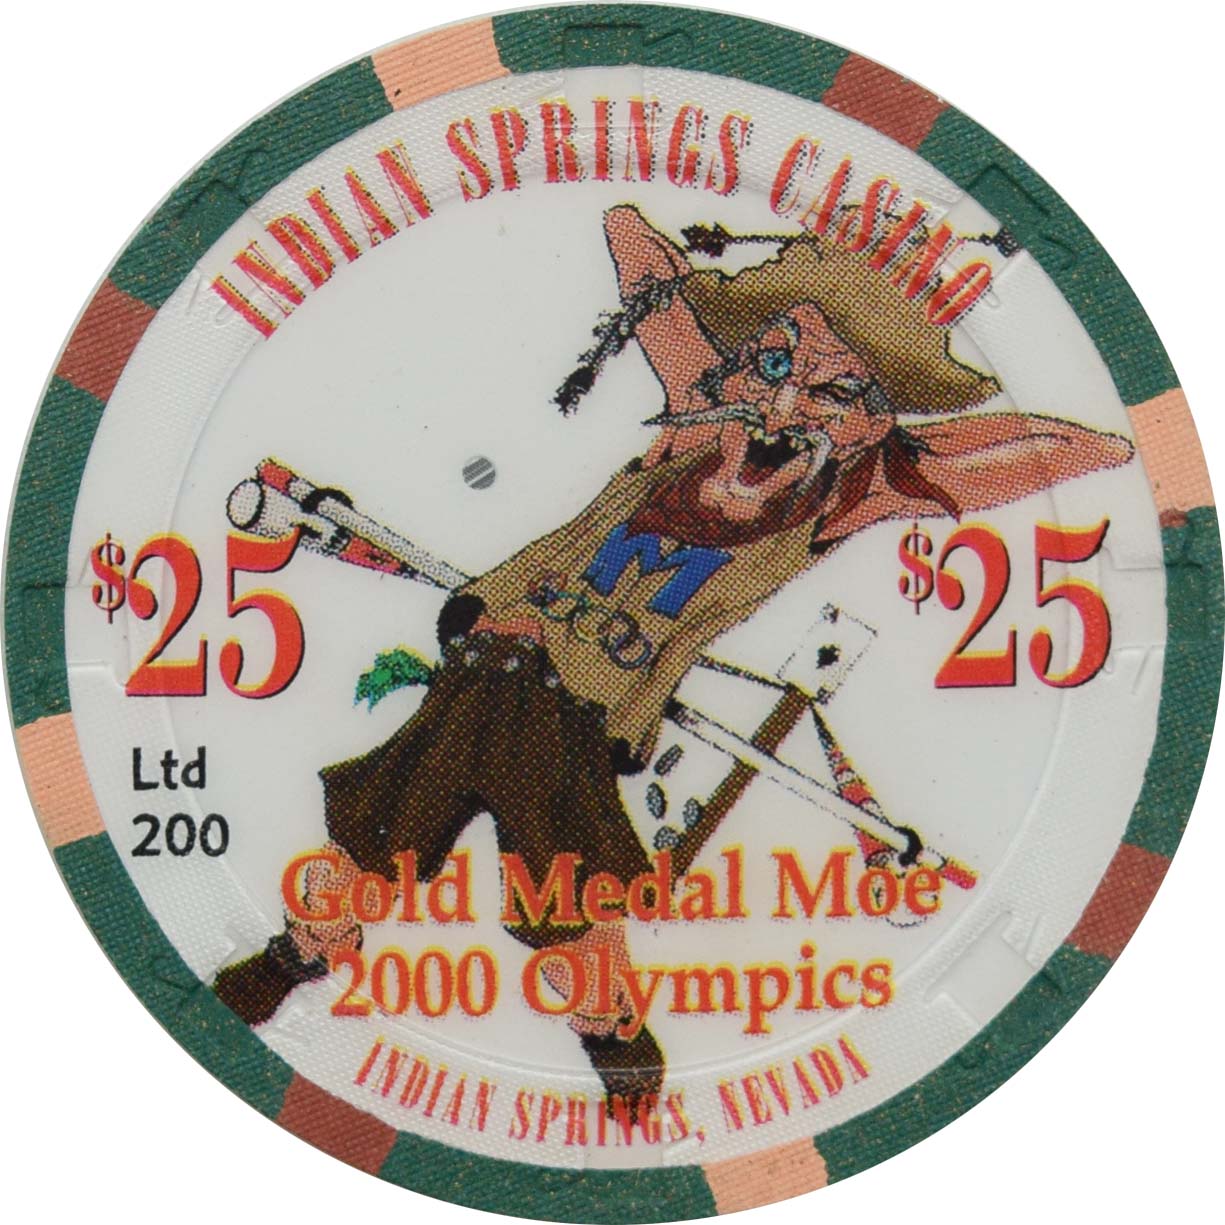 INDIAN SPRINGS CASINO
M
$25
$25
Ltd
200
Gold Medal Moe
2000 Olympics
INDIAN SPRINGS, NEVADA